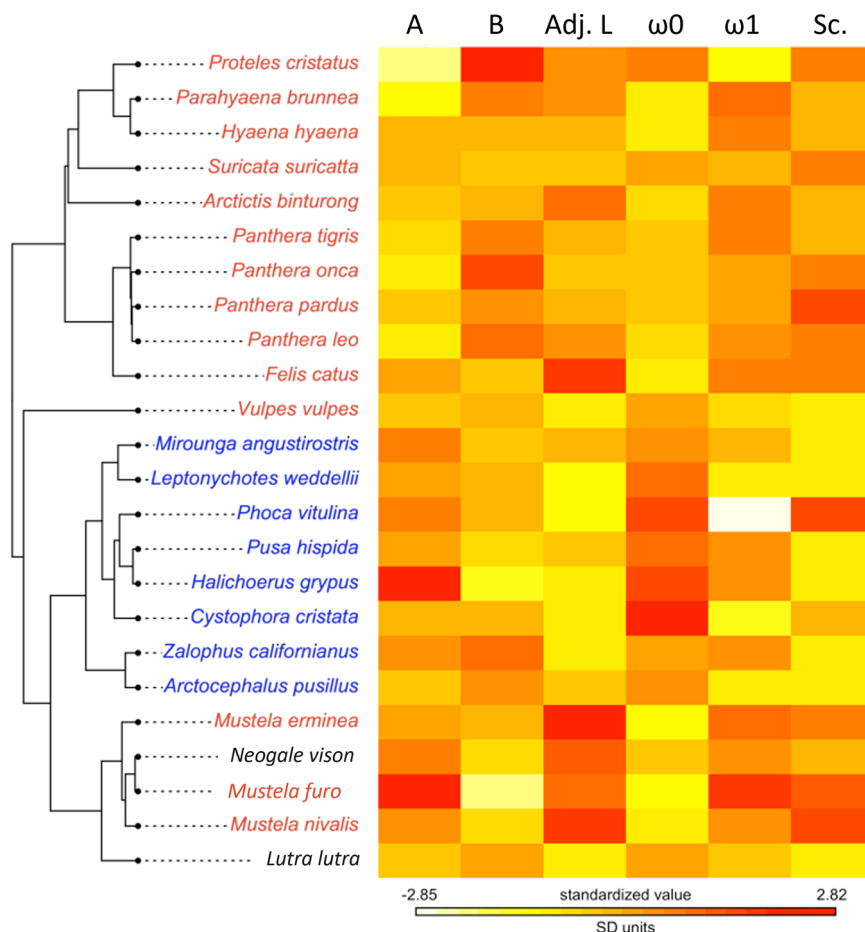 A B Adj. L ω0 ω1 Sc.
Proteles cristatus
Parahyaena brunnea
Hyaena hyaena
Suricata suricatta
Arctictis binturong
Panthera tigris
Panthera onca
Panthera pardus
Panthera leo
Felis catus
Vulpes vulpes
Mirounga angustirostris
Leptonychotes weddellii
Phoca vitulina
Pusa hispida
Halichoerus grypus
Cystophora cristata
Zalophus californianus
Arctocephalus pusillus
Mustela erminea
Neogale vison
Mustela furo
Mustela nivalis
Lutra lutra
-2.85 standardized value 2.82
SD units